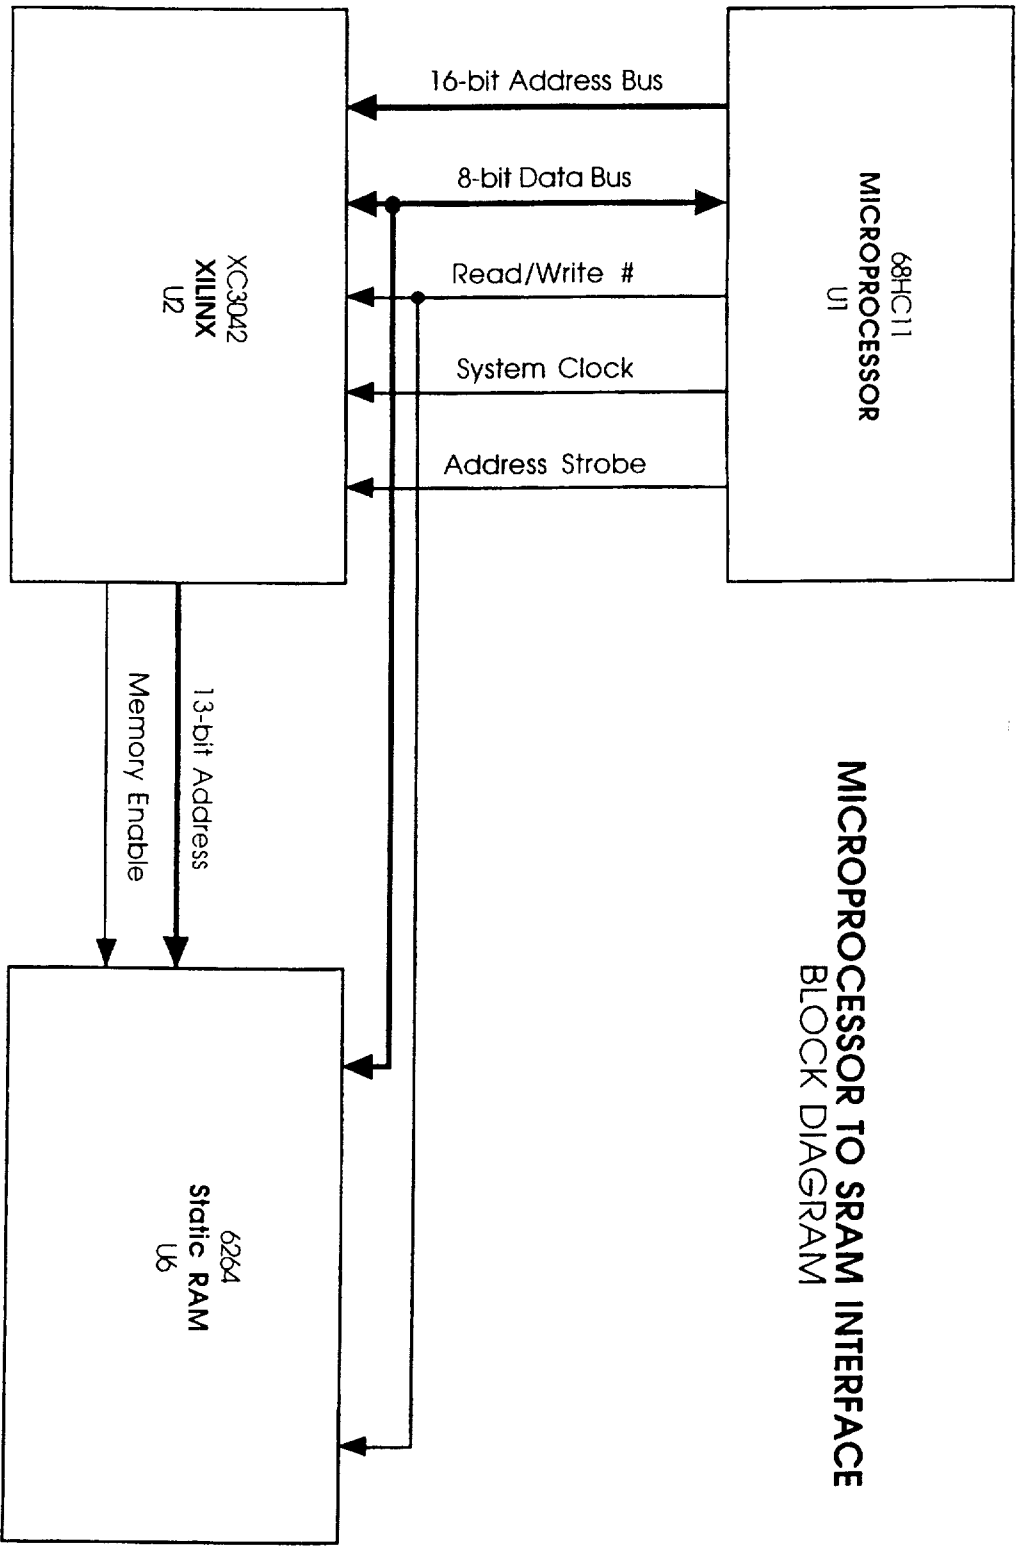 MICROPROCESSOR TO SRAM INTERFACE
BLOCK DIAGRAM
68HC11
MICROPROCESSOR
U1
16-bit Address Bus
8-bit Data Bus
Read/Write #
System Clock
Address Strobe
XC3042
XILINX
U2
13-bit Address
Memory Enable
6264
Static RAM
U6